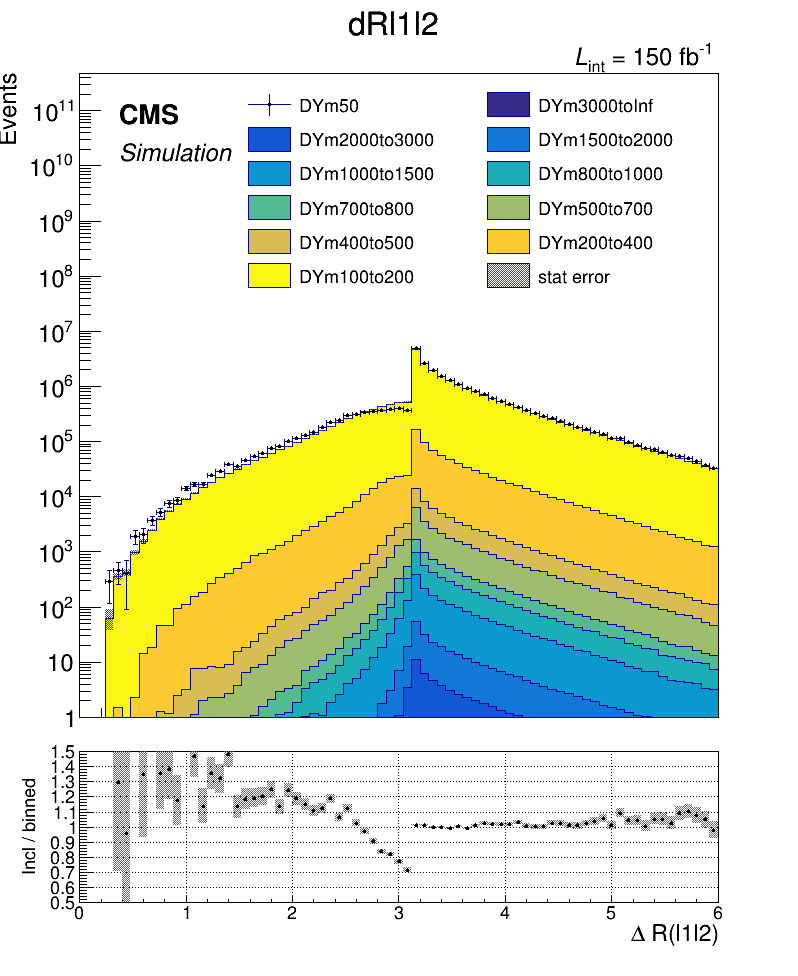 dRl1l2
L_int = 150 fb^-1
Events
CMS
Simulation
DYm50
DYm3000toInf
DYm2000to3000
DYm1500to2000
DYm1000to1500
DYm800to1000
DYm700to800
DYm500to700
DYm400to500
DYm200to400
DYm100to200
stat error
10^11
10^10
10^9
10^8
10^7
10^6
10^5
10^4
10^3
10^2
10
1
Incl / binned
1.5
1.4
1.3
1.2
1.1
1
0.9
0.8
0.7
0.6
0.5
0 1 2 3 4 5 6
Δ R(l1l2)